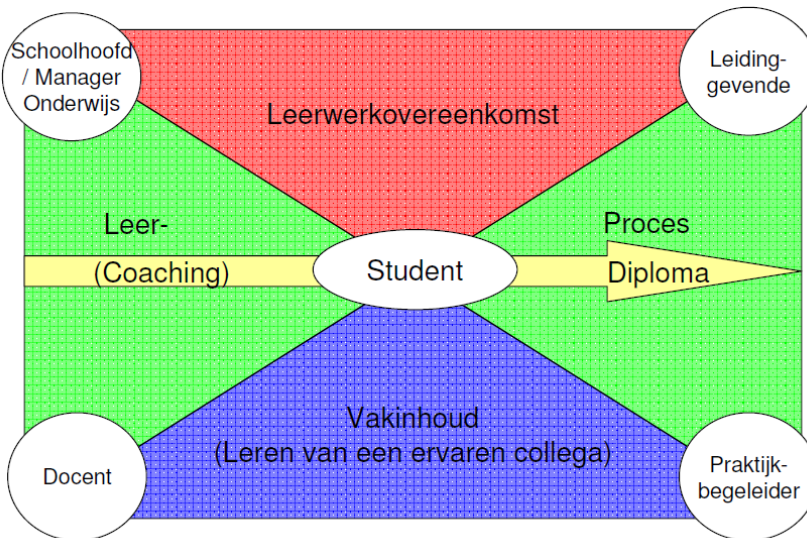 Schoolhoofd
/ Manager
Onderwijs
Leiding-
gevende
Leerwerkovereenkomst
Leer-
Proces
(Coaching)
Student
Diploma
Vakinhoud
(Leren van een ervaren collega)
Docent
Praktijk-
begeleider